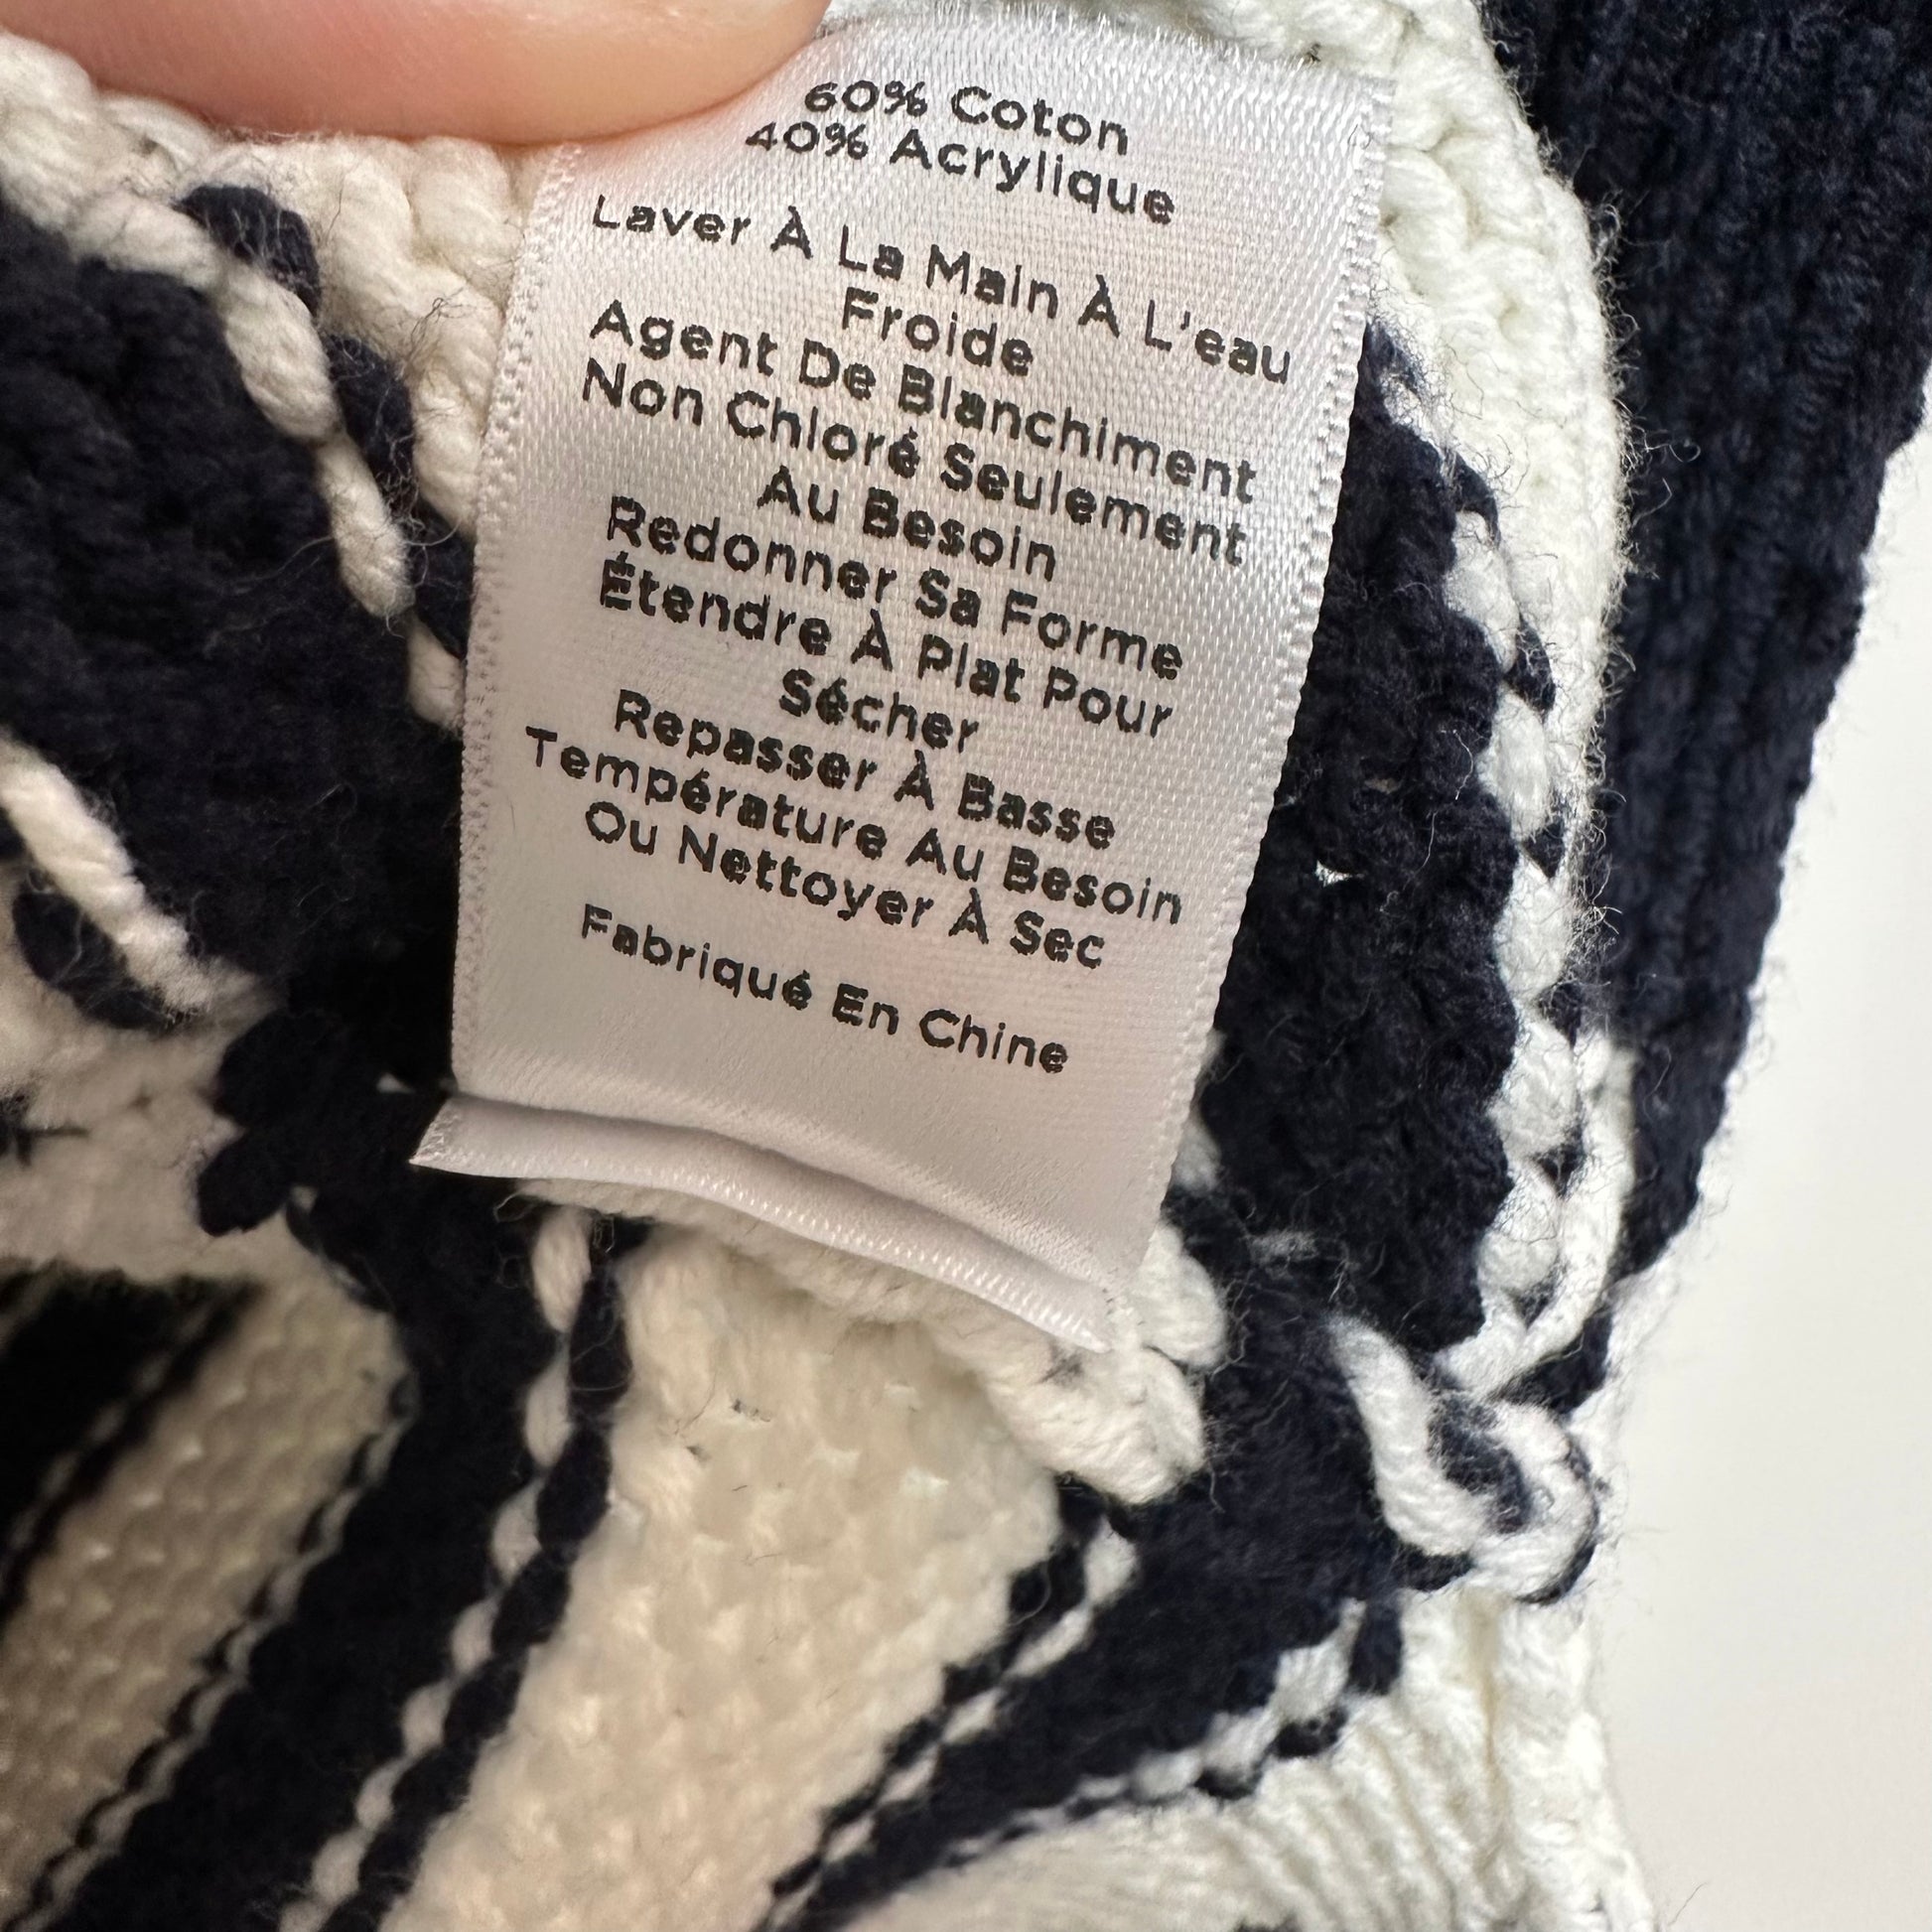 60% Coton
40% Acrylique
Laver À La Main À L'eau
Froide
Agent De Blanchiment
Non Chloré Seulement
Au Besoin
Redonner Sa Forme
Étendre À Plat Pour
Sécher
Repasser À Basse
Température Au Besoin
Ou Nettoyer À Sec
Fabriqué En Chine